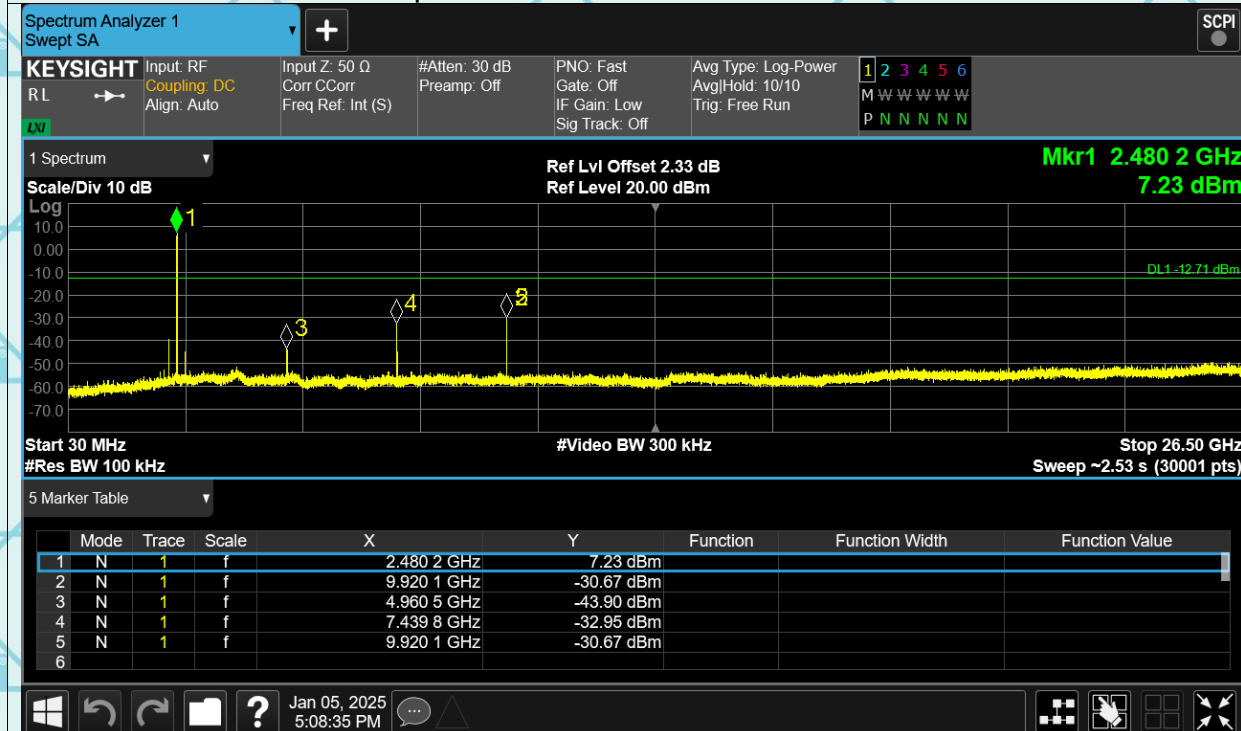 Spectrum Analyzer 1
Swept SA
+
SCPI
KEYSIGHT
RL
LXI
Input: RF
Coupling: DC
Align: Auto
Input Z: 50 Ω
Corr CCorr
Freq Ref: Int (S)
#Atten: 30 dB
Preamp: Off
PNO: Fast
Gate: Off
IF Gain: Low
Sig Track: Off
Avg Type: Log-Power
Avg|Hold: 10/10
Trig: Free Run
1 2 3 4 5 6
M W W W W W W
P N N N N N N
1 Spectrum
Scale/Div 10 dB
Ref Lvl Offset 2.33 dB
Ref Level 20.00 dBm
Mkr1 2.480 2 GHz
7.23 dBm
Log
10.0
0.00
-10.0
-20.0
-30.0
-40.0
-50.0
-60.0
-70.0
1
3
4
DL1 -12.71 dBm
Start 30 MHz
#Res BW 100 kHz
#Video BW 300 kHz
Stop 26.50 GHz
Sweep ~2.53 s (30001 pts)
5 Marker Table
Mode Trace Scale X Y Function Function Width Function Value
1 N 1 f 2.480 2 GHz 7.23 dBm
2 N 1 f 9.920 1 GHz -30.67 dBm
3 N 1 f 4.960 5 GHz -43.90 dBm
4 N 1 f 7.439 8 GHz -32.95 dBm
5 N 1 f 9.920 1 GHz -30.67 dBm
6
?
Jan 05, 2025
5:08:35 PM